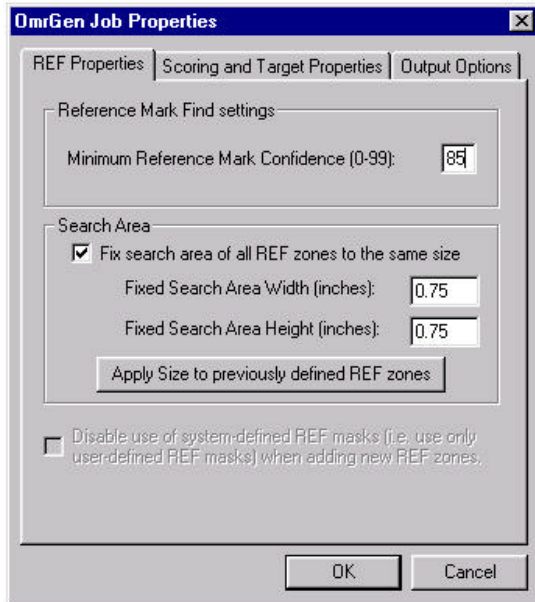 OmrGen Job Properties
REF Properties
Scoring and Target Properties
Output Options
Reference Mark Find settings
Minimum Reference Mark Confidence (0-99):
85
Search Area
Fix search area of all REF zones to the same size
Fixed Search Area Width (inches):
0.75
Fixed Search Area Height (inches):
0.75
Apply Size to previously defined REF zones
Disable use of system-defined REF masks (i.e. use only
user-defined REF masks) when adding new REF zones.
OK
Cancel